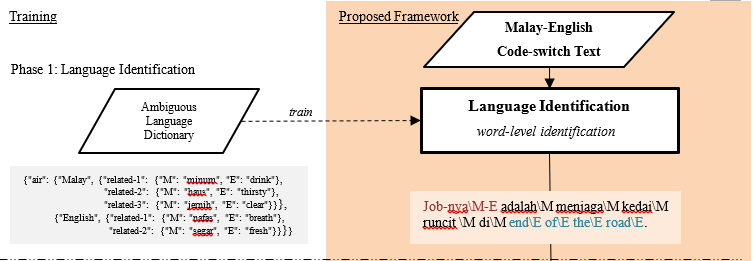 Training
Proposed Framework
Malay-English
Code-switch Text
Phase 1: Language Identification
Ambiguous
Language
Dictionary
train
Language Identification
word-level identification
{"air": {"Malay", {"related-1": {"M": "minum", "E": "drink"},
"related-2": {"M": "haus", "E": "thirsty"},
"related-3": {"M": "jernih", "E": "clear"}}},
{"English", {"related-1": {"M": "nafas", "E": "breath"},
"related-2": {"M": "segar", "E": "fresh"}}}}
Job-nya\M-E adalah\M menjaga\M kedai\M
runcit \M di\M end\E of\E the\E road\E.